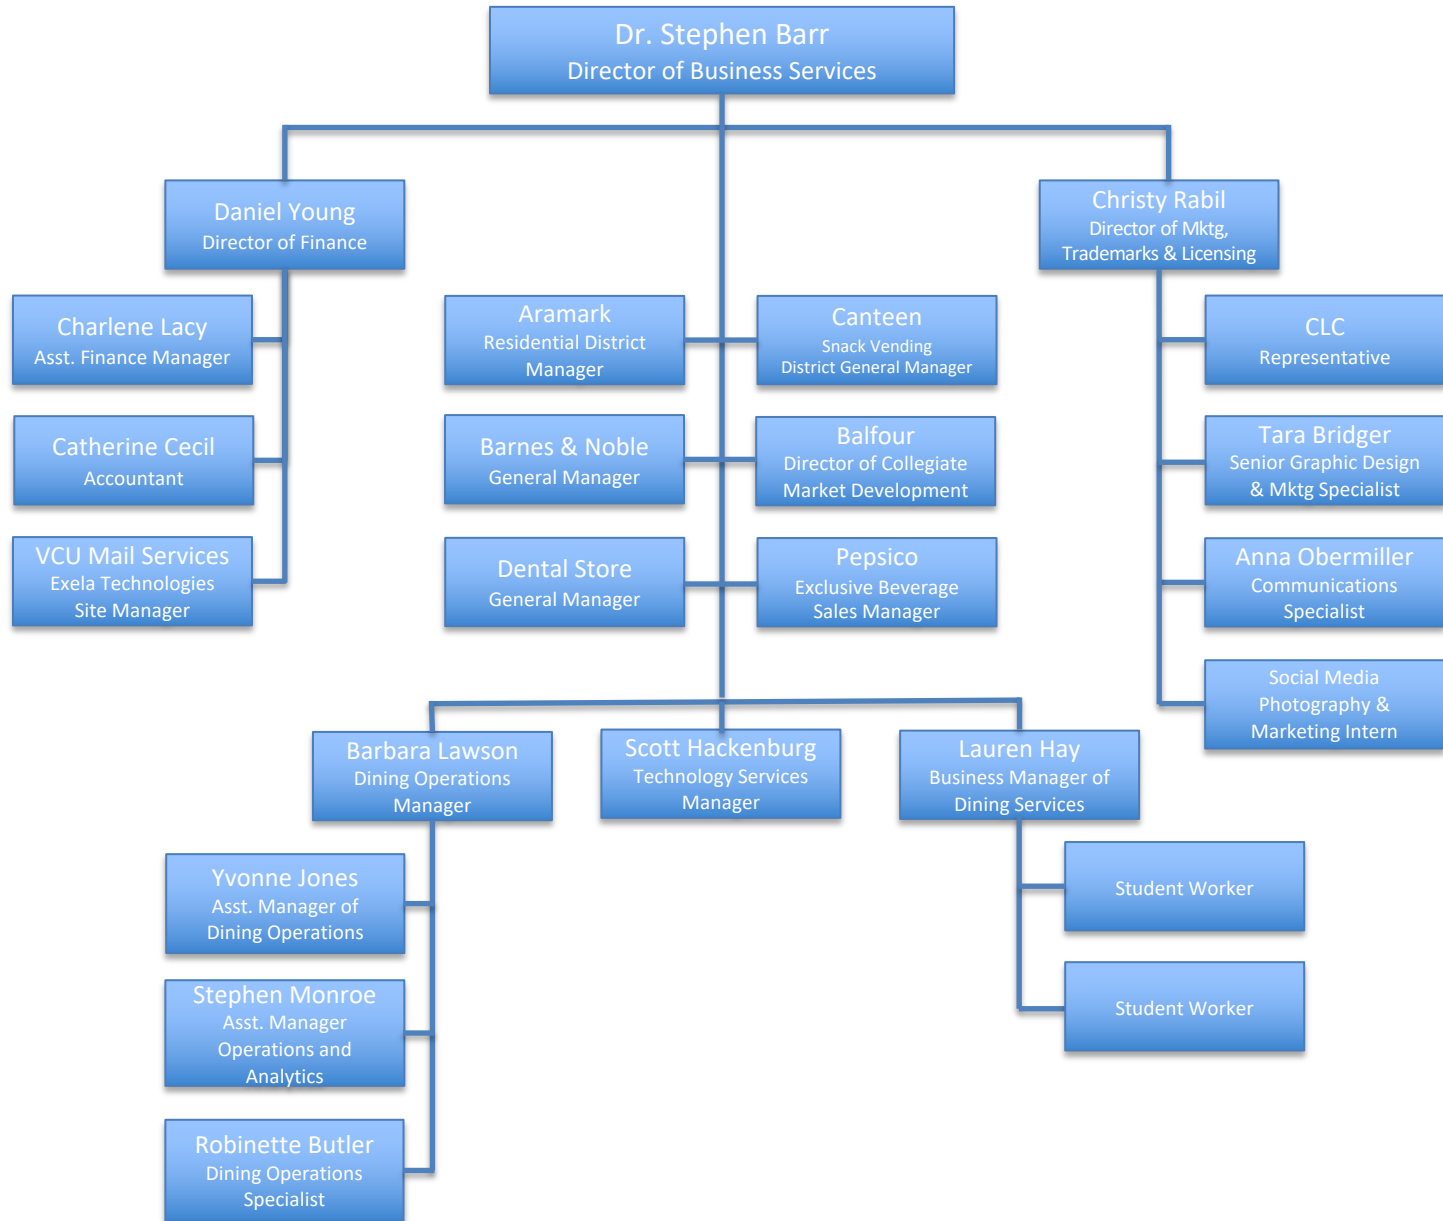 Dr. Stephen Barr
Director of Business Services
Daniel Young
Director of Finance
Christy Rabil
Director of Mktg,
Trademarks & Licensing
Charlene Lacy
Asst. Finance Manager
Aramark
Residential District
Manager
Canteen
Snack Vending
District General Manager
CLC
Representative
Catherine Cecil
Accountant
Barnes & Noble
General Manager
Balfour
Director of Collegiate
Market Development
Tara Bridger
Senior Graphic Design
& Mktg Specialist
VCU Mail Services
Exela Technologies
Site Manager
Dental Store
General Manager
Pepsico
Exclusive Beverage
Sales Manager
Anna Obermiller
Communications
Specialist
Social Media
Photography &
Marketing Intern
Barbara Lawson
Dining Operations
Manager
Scott Hackenburg
Technology Services
Manager
Lauren Hay
Business Manager of
Dining Services
Yvonne Jones
Asst. Manager of
Dining Operations
Student Worker
Stephen Monroe
Asst. Manager
Operations and
Analytics
Student Worker
Robinette Butler
Dining Operations
Specialist